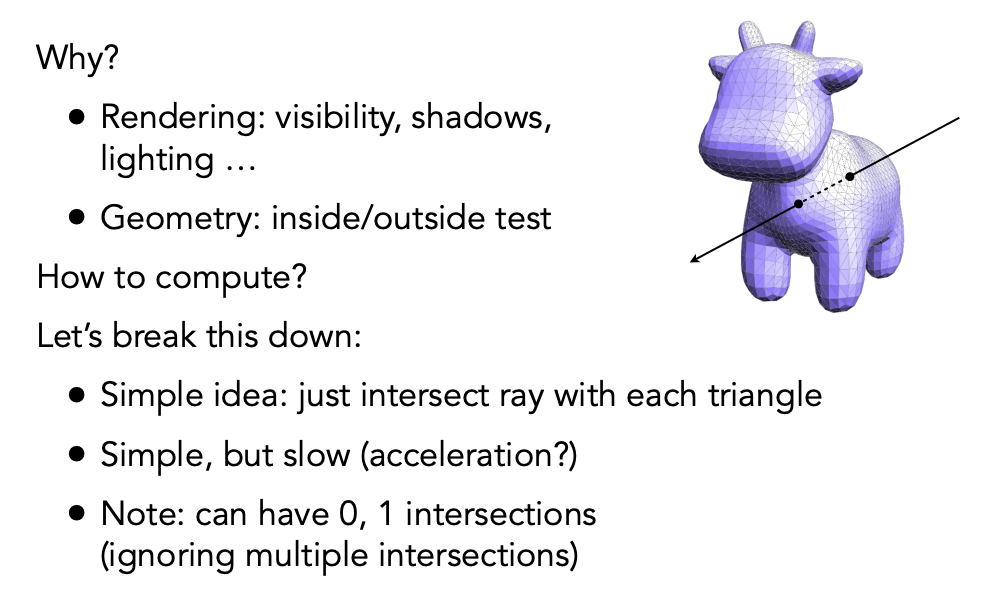 Why?
• Rendering: visibility, shadows,
lighting …
• Geometry: inside/outside test
How to compute?
Let’s break this down:
• Simple idea: just intersect ray with each triangle
• Simple, but slow (acceleration?)
• Note: can have 0, 1 intersections
(ignoring multiple intersections)